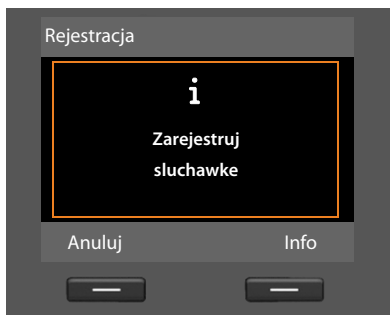 Rejestracja
i
Zarejestruj
sluchawke
Anuluj Info